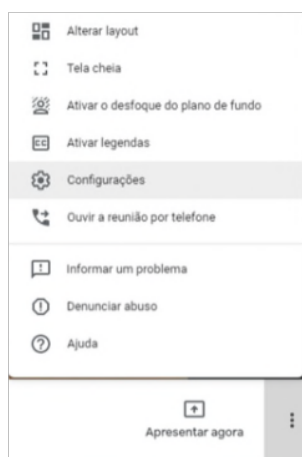 Alterar layout
Tela cheia
Ativar o desfoque do plano de fundo
CC Ativar legendas
Configurações
Ouvir a reunião por telefone
Informar um problema
Denunciar abuso
Ajuda
Apresentar agora